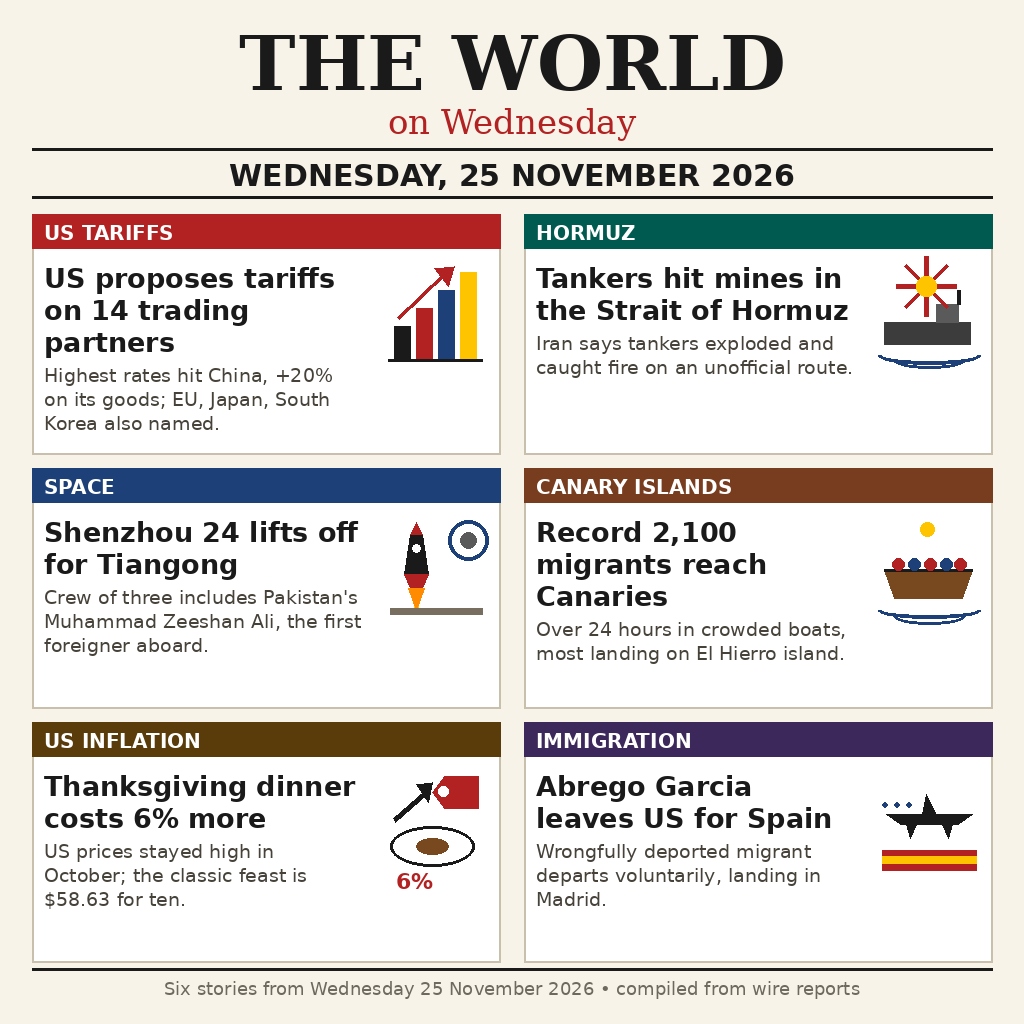 THE WORLD
on Wednesday
WEDNESDAY, 25 NOVEMBER 2026
US TARIFFS
US proposes tariffs
on 14 trading
partners
Highest rates hit China, +20%
on its goods; EU, Japan, South
Korea also named.
HORMUZ
Tankers hit mines in
the Strait of Hormuz
Iran says tankers exploded and
caught fire on an unofficial route.
SPACE
Shenzhou 24 lifts off
for Tiangong
Crew of three includes Pakistan's
Muhammad Zeeshan Ali, the first
foreigner aboard.
CANARY ISLANDS
Record 2,100
migrants reach
Canaries
Over 24 hours in crowded boats,
most landing on El Hierro island.
US INFLATION
Thanksgiving dinner
costs 6% more
US prices stayed high in
October; the classic feast is
$58.63 for ten.
6%
IMMIGRATION
Abrego Garcia
leaves US for Spain
Wrongfully deported migrant
departs voluntarily, landing in
Madrid.
Six stories from Wednesday 25 November 2026 • compiled from wire reports